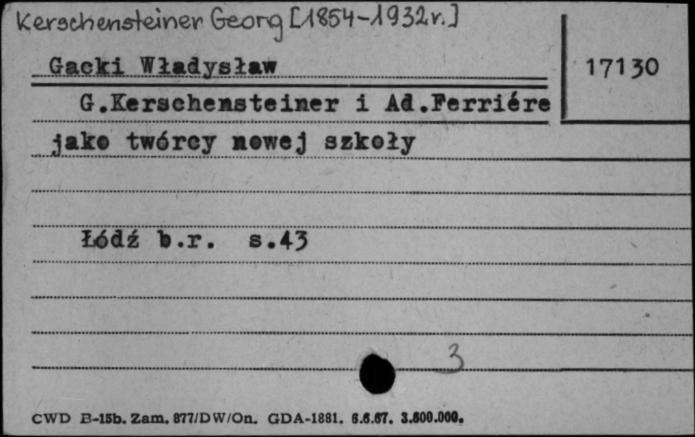 Kerschensteiner Georg [1854-1932r.]
Gacki Władysław
17130
G.Kerschensteiner i Ad.Ferriére
jako twórcy nowej szkoły
Łódź b.r. s.43
3
CWD B-15b. Zam. 877/DW/On. GDA-1881. 6.6.67. 3.600.000.